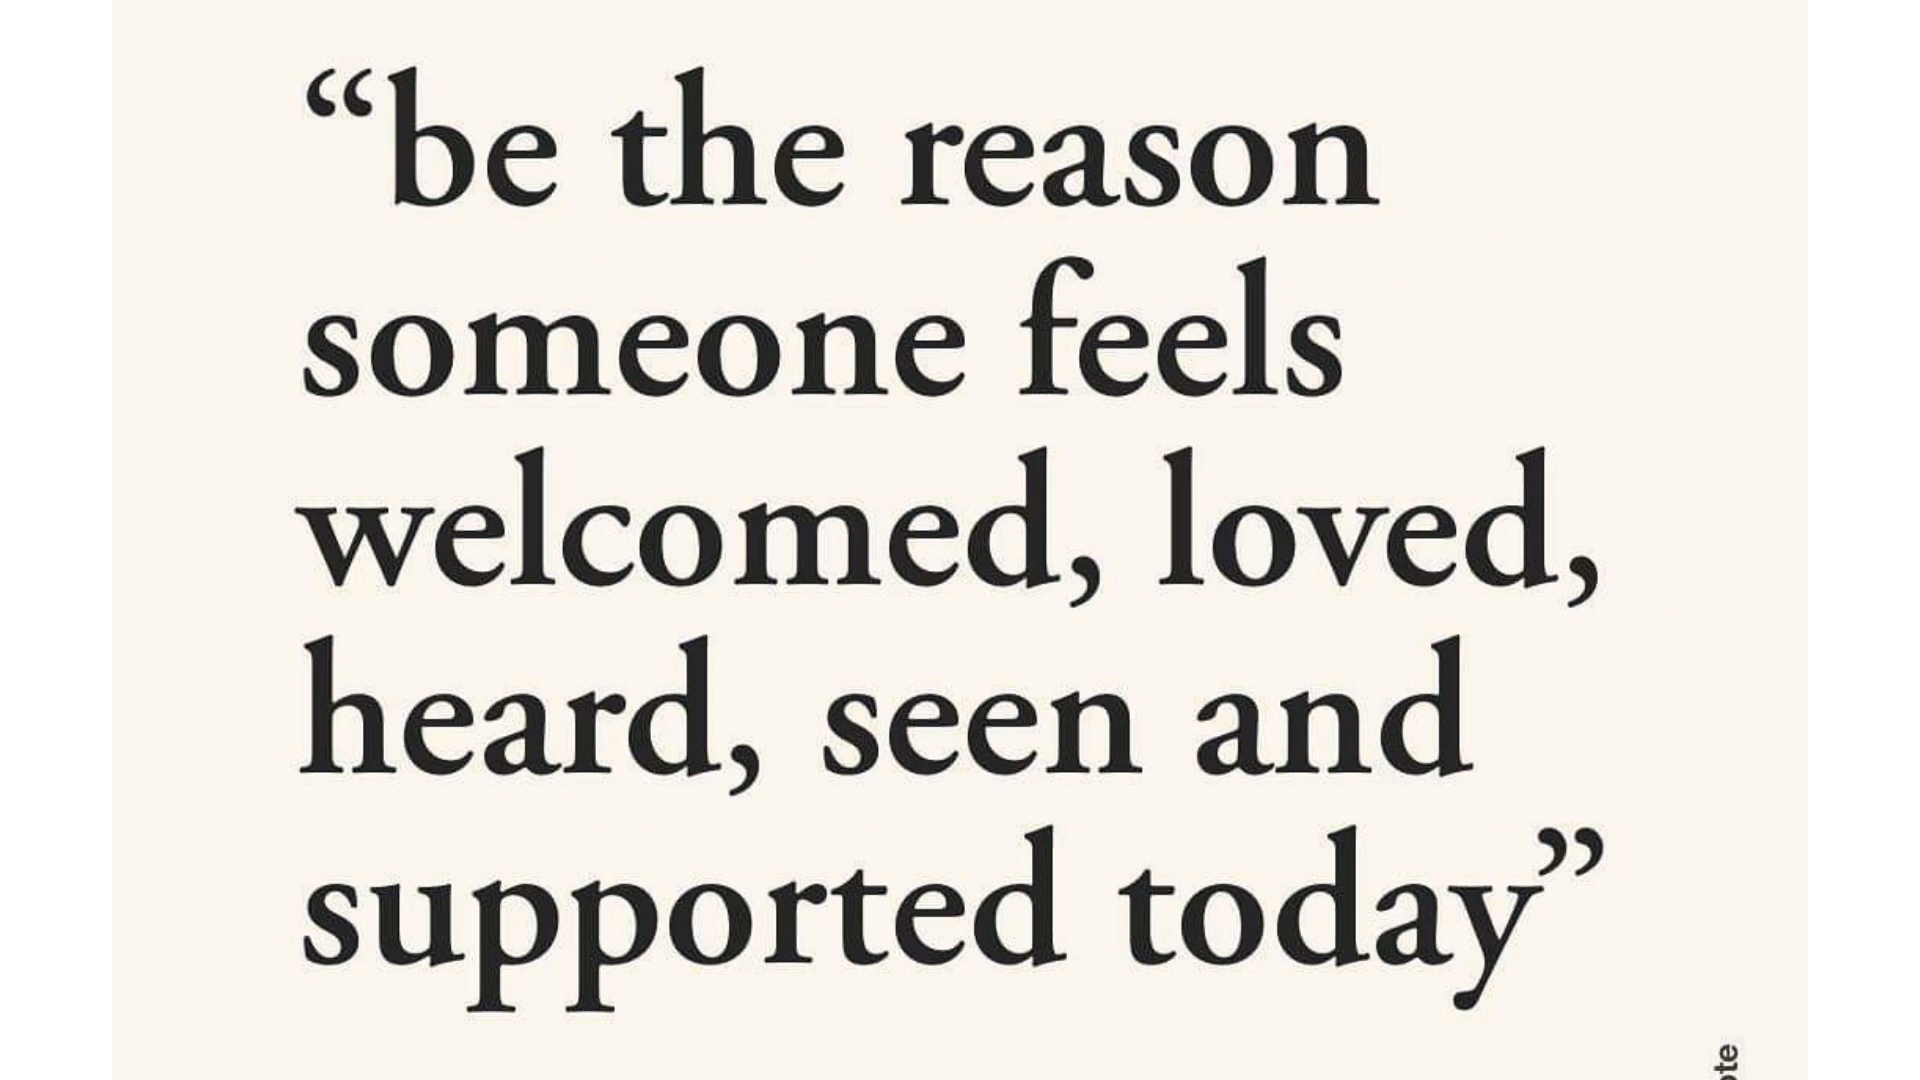 “be the reason
someone feels
welcomed, loved,
heard, seen and
supported today”